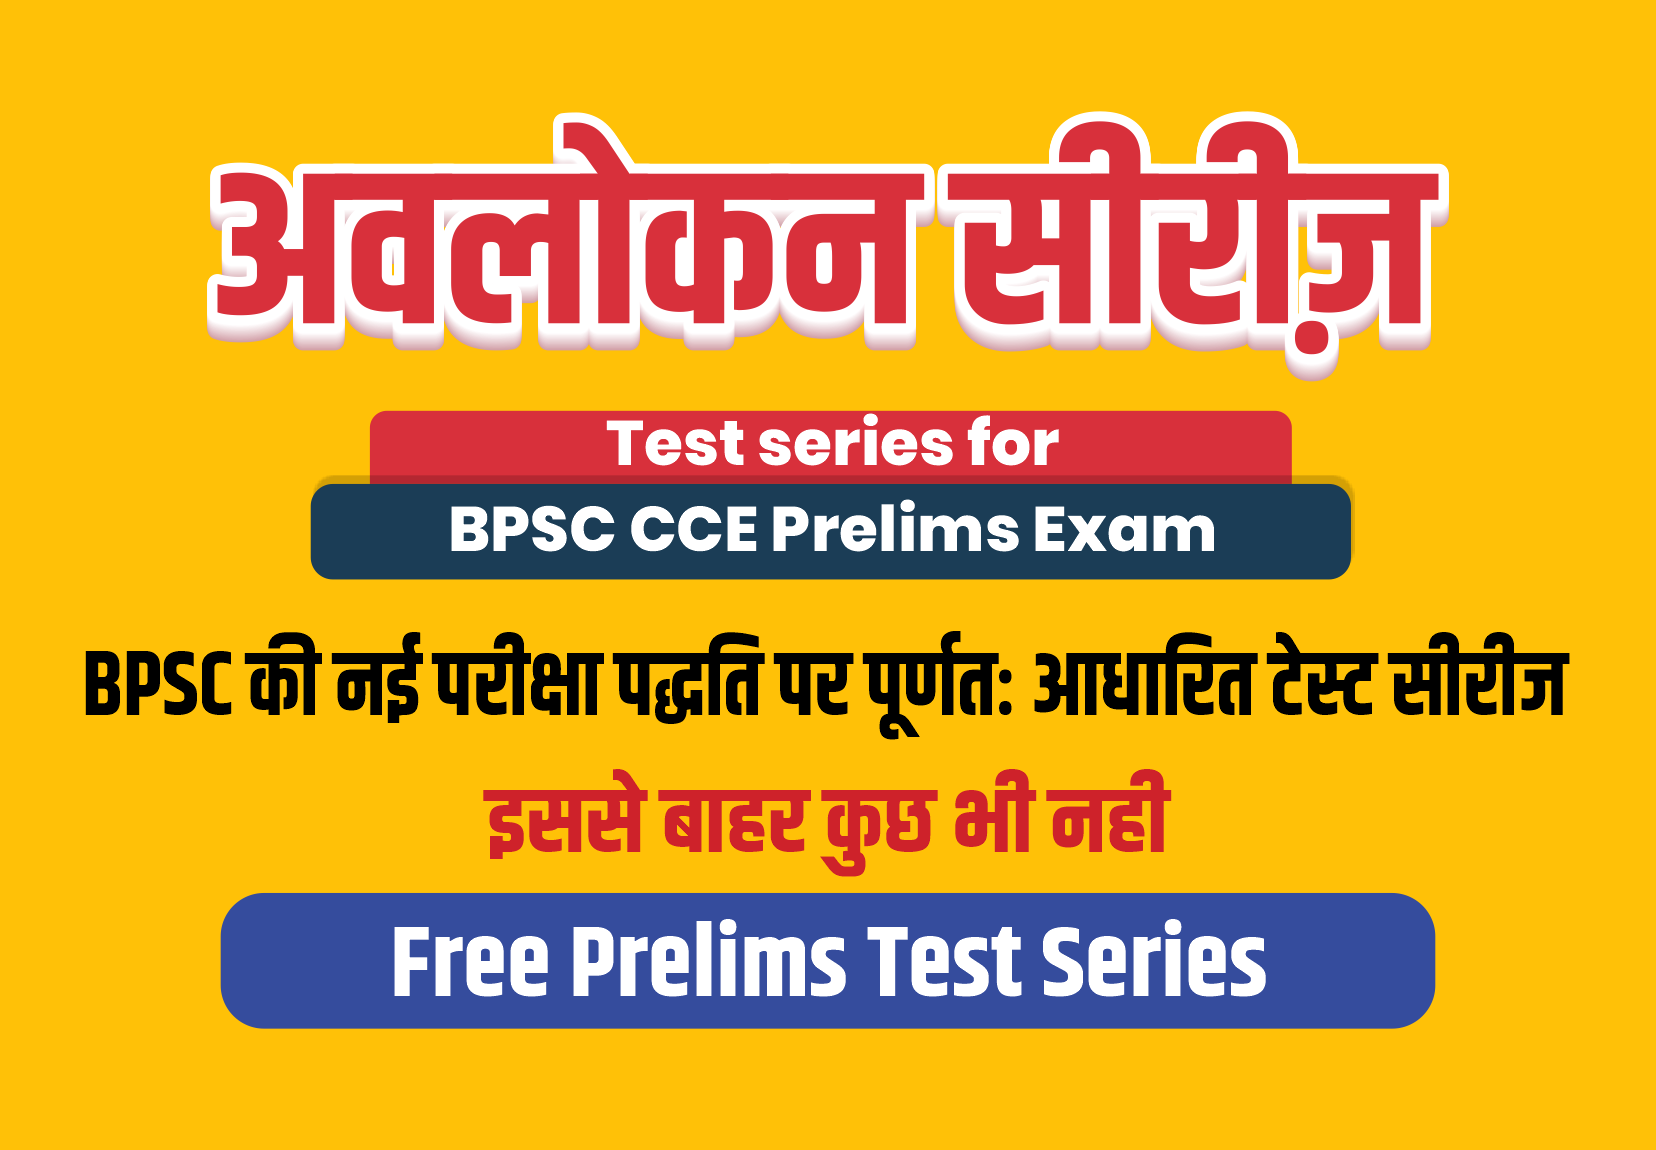 अवलोकन सीरीज़
Test series for
BPSC CCE Prelims Exam
BPSC की नई परीक्षा पद्धति पर पूर्णत: आधारित टेस्ट सीरीज
इससे बाहर कुछ भी नही
Free Prelims Test Series